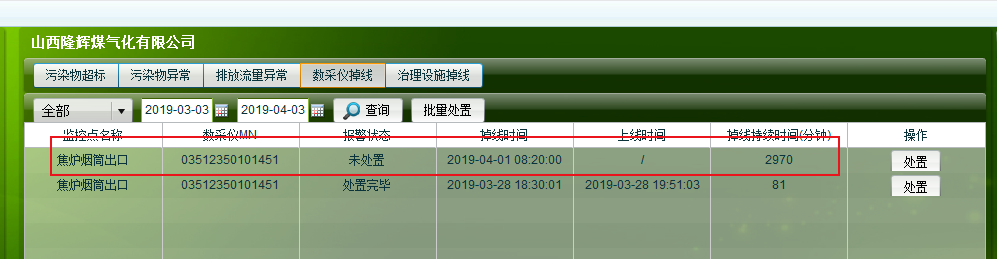 山西隆辉煤气化有限公司
污染物超标 污染物异常 排放流量异常 数采仪掉线 治理设施掉线
全部 2019-03-03 2019-04-03 查询 批量处置
监控点名称 数采仪MN 报警状态 掉线时间 上线时间 掉线持续时间(分钟) 操作
焦炉烟筒出口 03512350101451 未处置 2019-04-01 08:20:00 / 2970 处置
焦炉烟筒出口 03512350101451 处置完毕 2019-03-28 18:30:01 2019-03-28 19:51:03 81 处置